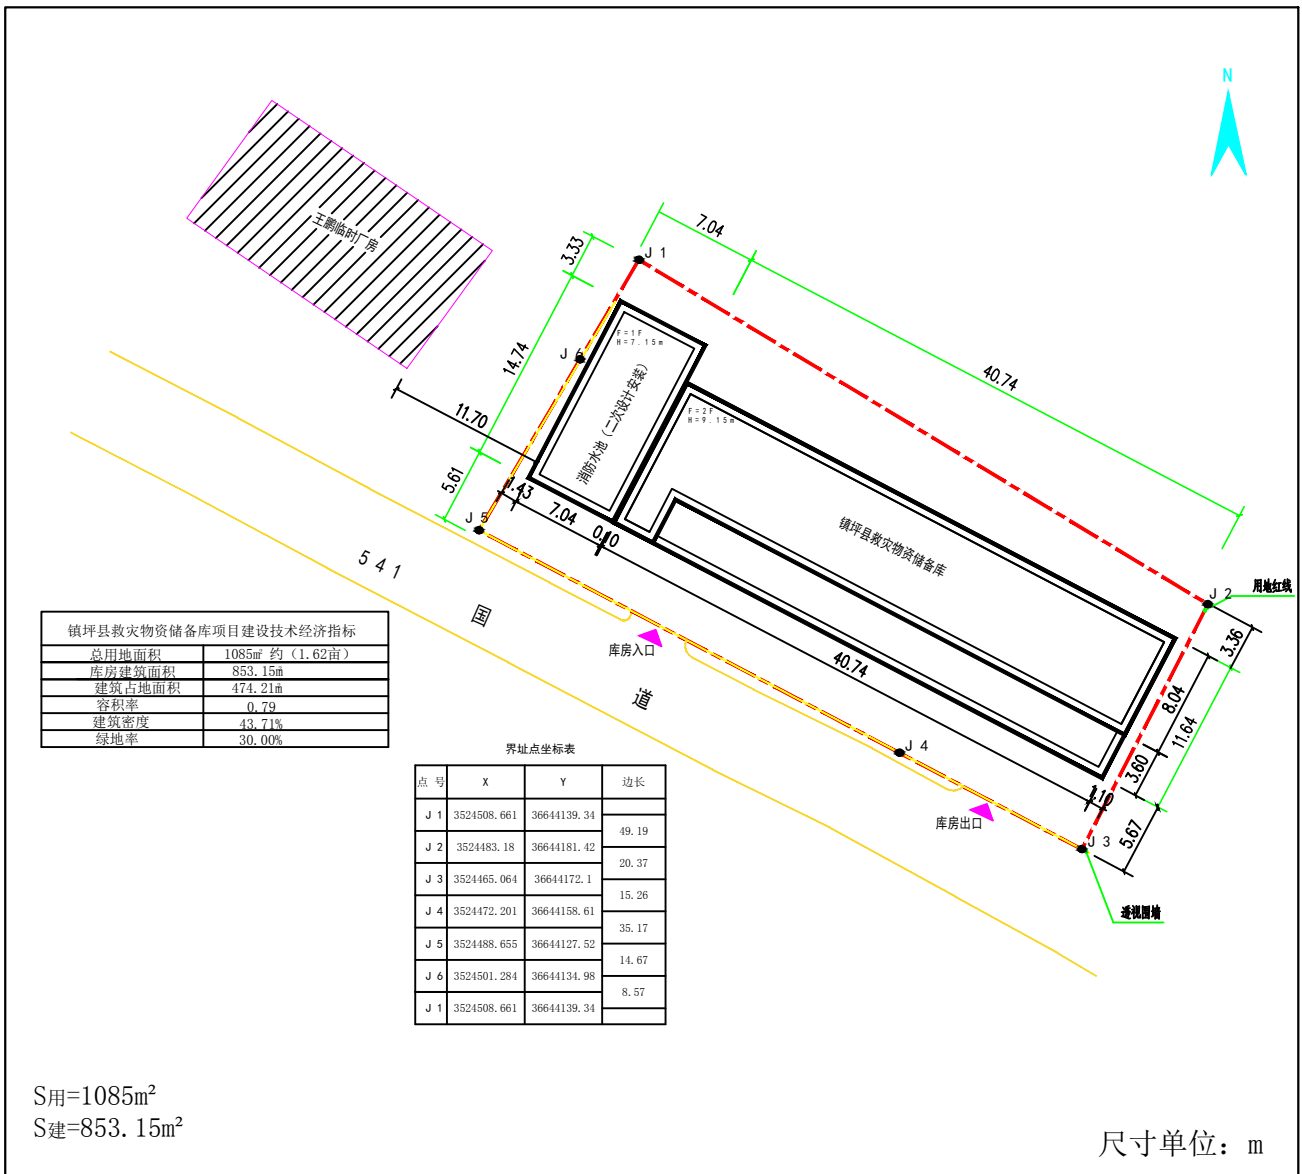 N
王鹏临时厂房
7.04
3.33
J 1
14.74
J 6
F=1F
H=7.15m
消防水池（二次设计安装）
40.74
11.70
F=2F
H=9.15m
5.61
1.43
J 5
7.04
0.10
镇坪县救灾物资储备库
541
国
道
J 2
用地红线
3.36
8.04
11.64
3.60
1.10
5.67
库房入口
40.74
J 4
库房出口
J 3
透视围墙
镇坪县救灾物资储备库项目建设技术经济指标
总用地面积 1085㎡ 约（1.62亩）
库房建筑面积 853.15㎡
建筑占地面积 474.21㎡
容积率 0.79
建筑密度 43.71%
绿地率 30.00%
界址点坐标表
点 号 X Y 边长
J 1 3524508.661 36644139.34
49.19
J 2 3524483.18 36644181.42
20.37
J 3 3524465.064 36644172.1
15.26
J 4 3524472.201 36644158.61
35.17
J 5 3524488.655 36644127.52
14.67
J 6 3524501.284 36644134.98
8.57
J 1 3524508.661 36644139.34
S用=1085m²
S建=853.15m²
尺寸单位：m